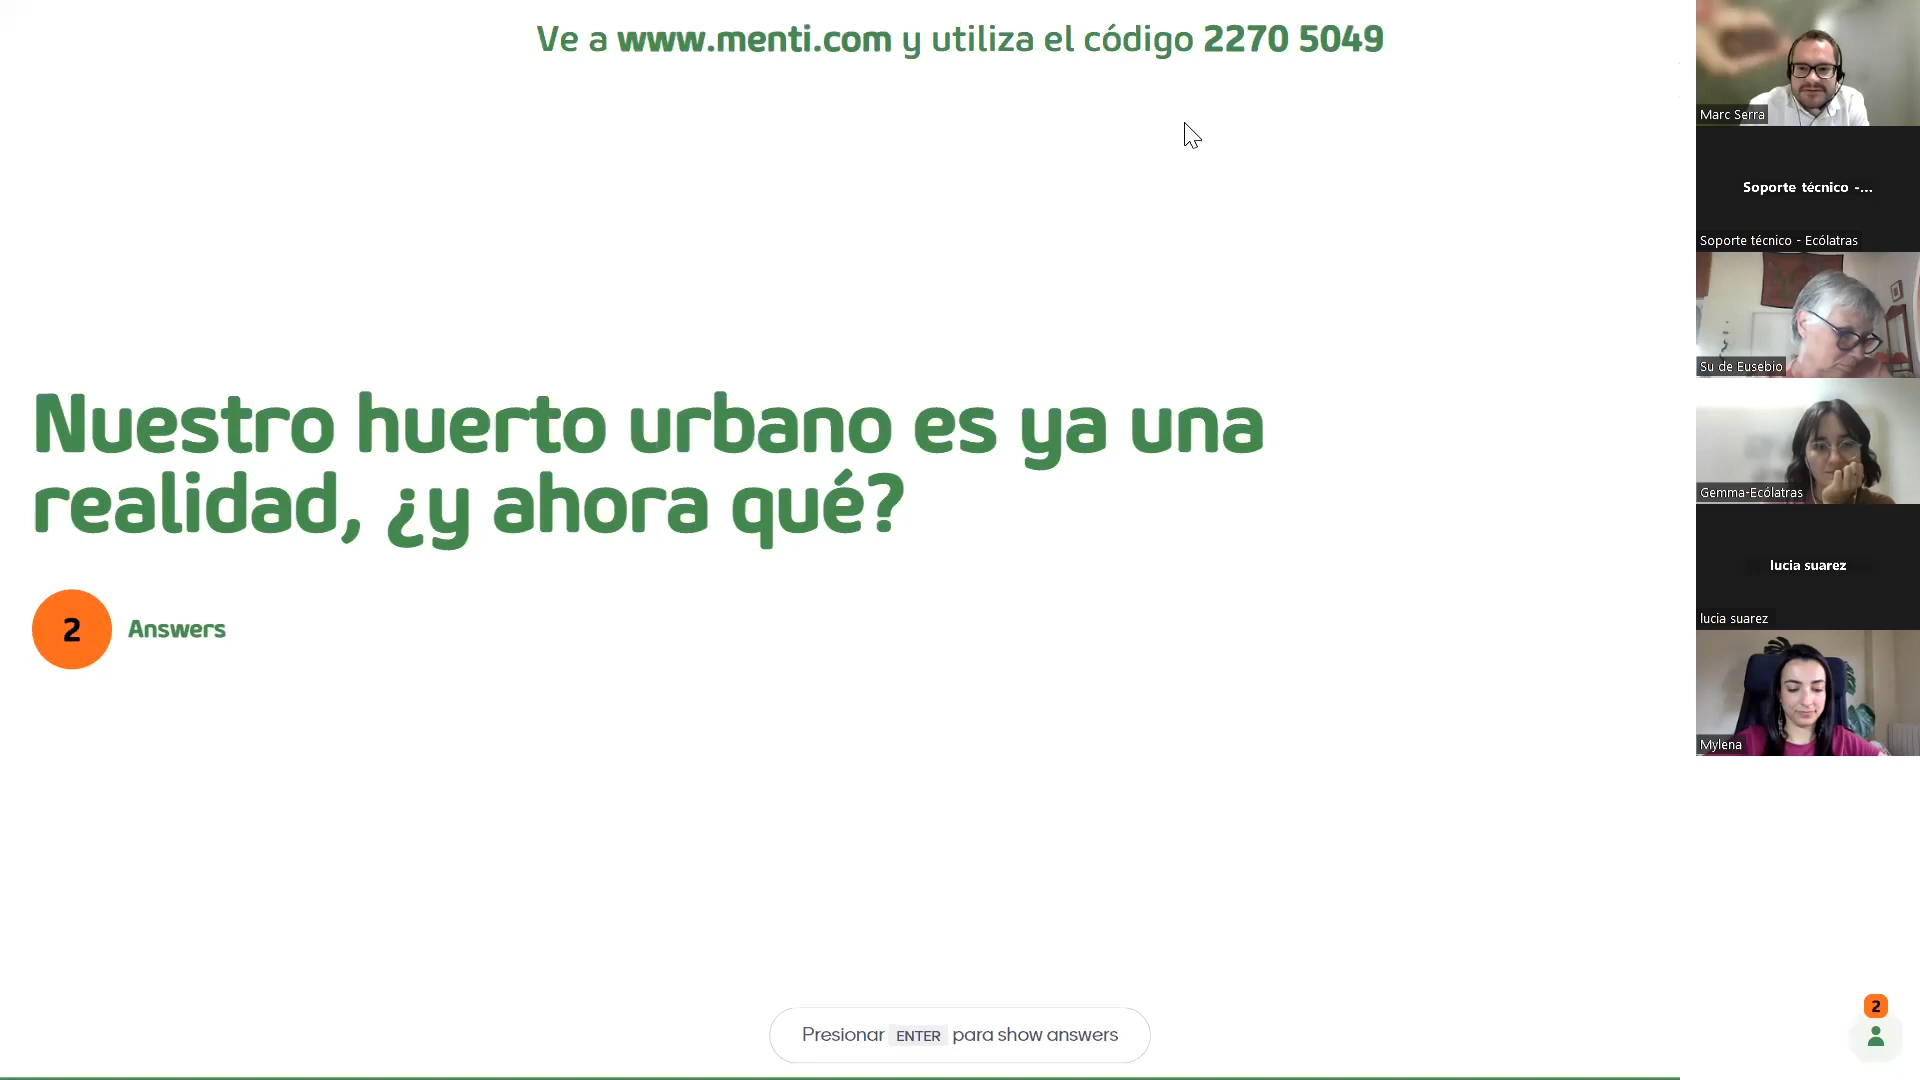 Ve a www.menti.com y utiliza el código 2270 5049
Nuestro huerto urbano es ya una
realidad, ¿y ahora qué?
2 Answers
Presionar ENTER para show answers
2
Marc Serra
Soporte técnico -...
Soporte técnico - Ecólatras
Su de Eusebio
Gemma-Ecólatras
lucia suarez
lucia suarez
Mylena